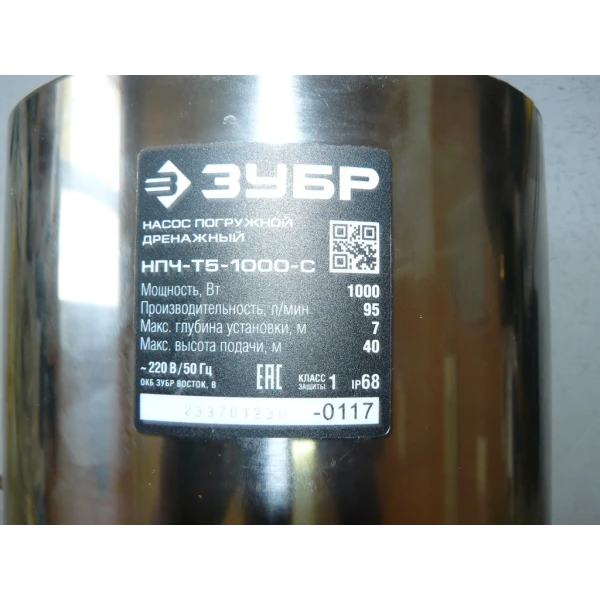 ЗУБР
НАСОС ПОГРУЖНОЙ
ДРЕНАЖНЫЙ
НПЧ-Т5-1000-С
Мощность, Вт 1000
Производительность, л/мин 95
Макс. глубина установки, м 7
Макс. высота подачи, м 40
~ 220 В / 50 Гц EAC КЛАСС ЗАЩИТЫ 1 IP68
ОКБ ЗУБР ВОСТОК, 8
-0117